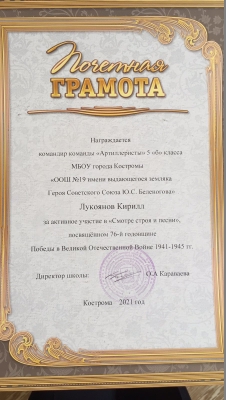 Почетная
ГРАМОТА
Награждается
командир команды «Артиллеристы» 5 «б» класса
МБОУ города Костромы
«ООШ №19 имени выдающегося земляка
Героя Советского Союза Ю.С. Беленогова»
Лукоянов Кирилл
за активное участие в «Смотре строя и песни»,
посвящённом 76-й годовщине
Победы в Великой Отечественной Войне 1941-1945 гг.
Директор школы: О.А Караваева
Кострома 2021 год